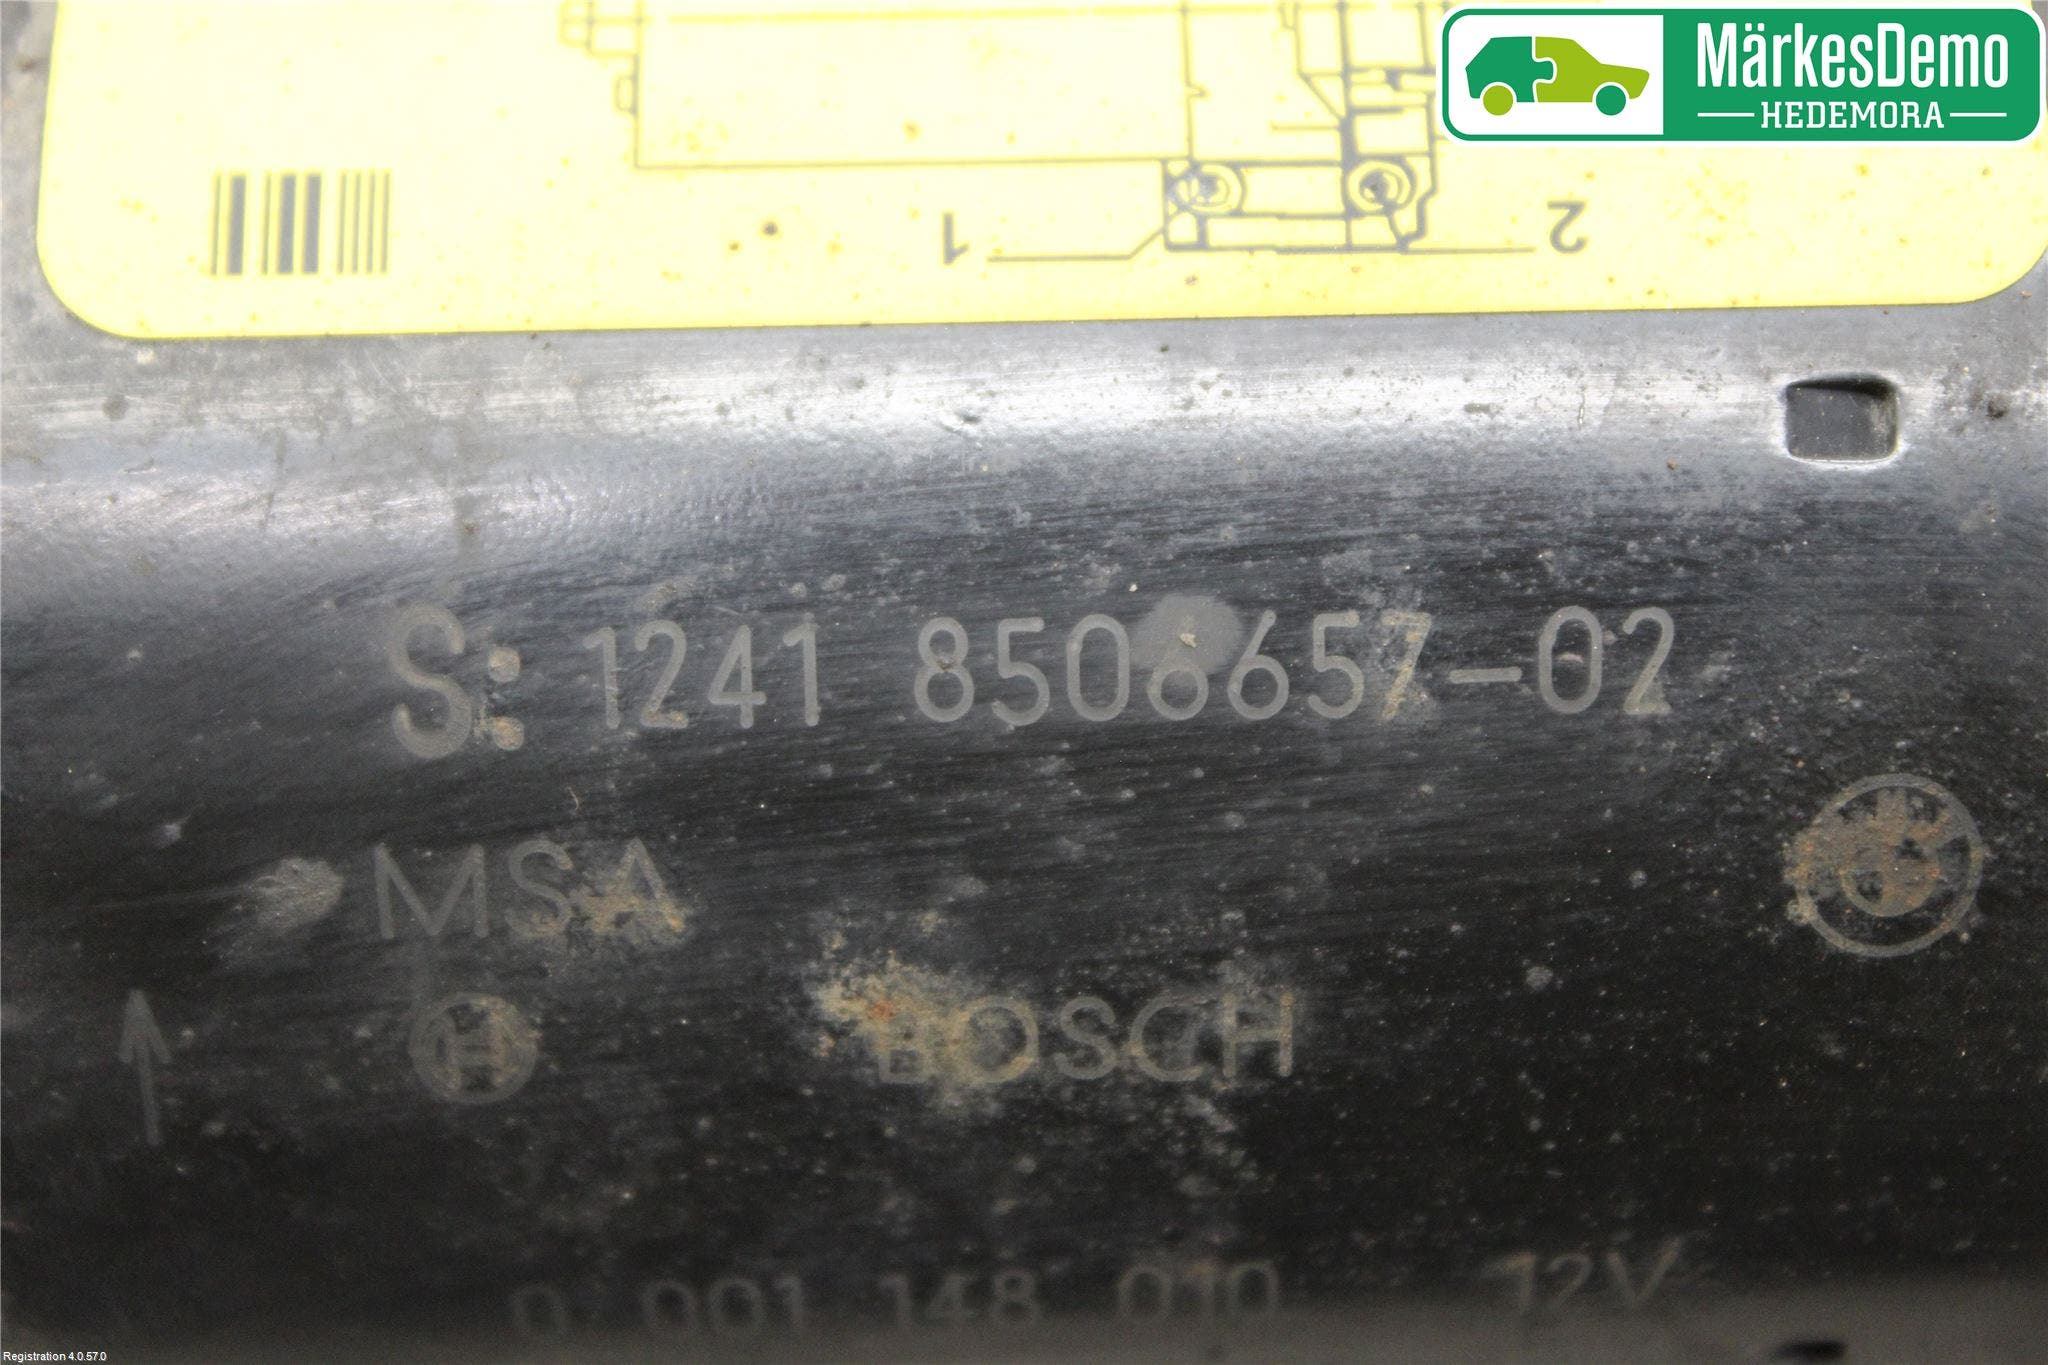 MärkesDemo
HEDEMORA
1
2
S: 1241 8506657-02
MSA
BOSCH
0 001 148 010 12V
Registration 4.0.57.0